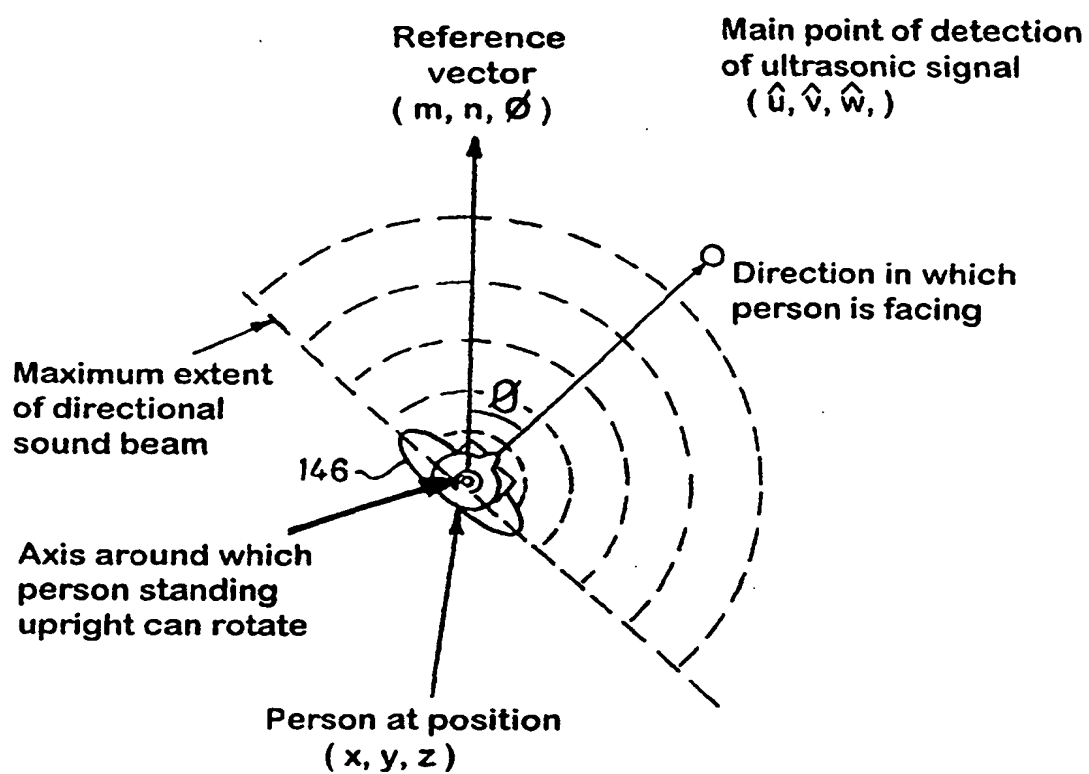 Reference
vector
( m, n, Ø )
Main point of detection
of ultrasonic signal
( û, v̂, ŵ, )
Direction in which
person is facing
Maximum extent
of directional
sound beam
Ø
146
Axis around which
person standing
upright can rotate
Person at position
( x, y, z )